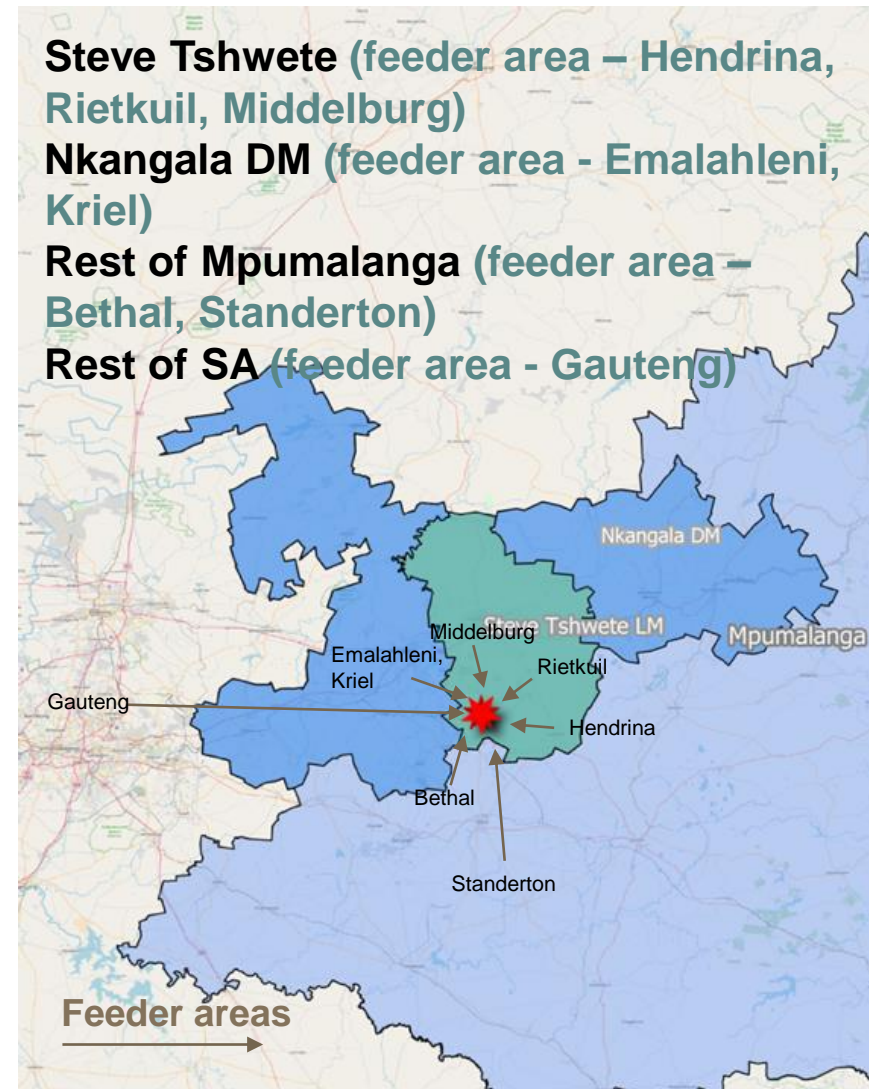 Steve Tshwete (feeder area – Hendrina,
Rietkuil, Middelburg)
Nkangala DM (feeder area - Emalahleni,
Kriel)
Rest of Mpumalanga (feeder area –
Bethal, Standerton)
Rest of SA (feeder area - Gauteng)
Nkangala DM
Steve Tshwete LM
Middelburg
Mpumalanga
Emalahleni,
Kriel
Rietkuil
Gauteng
Hendrina
Bethal
Standerton
Feeder areas